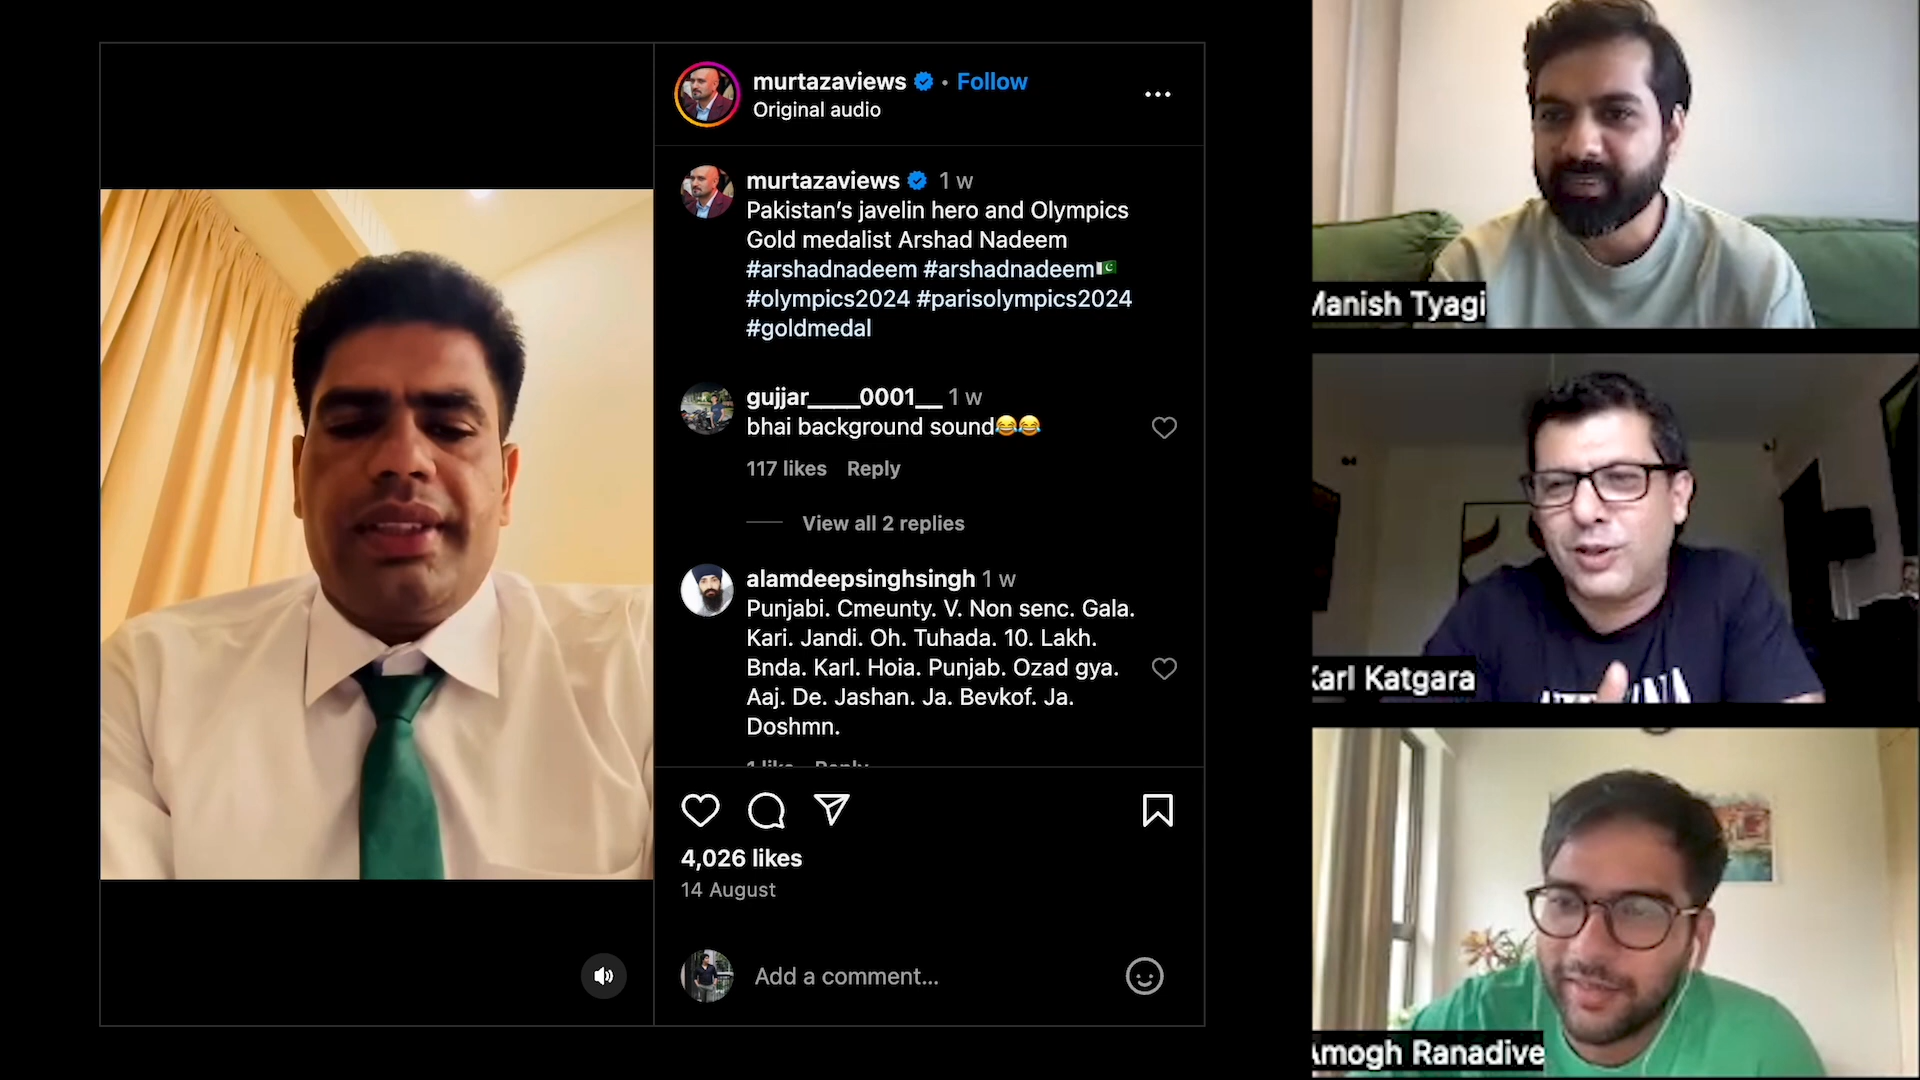 murtazaviews • Follow
Original audio
murtazaviews 1 w
Pakistan’s javelin hero and Olympics
Gold medalist Arshad Nadeem
#arshadnadeem #arshadnadeem🇵🇰
#olympics2024 #parisolympics2024
#goldmedal
gujjar____0001__ 1 w
bhai background sound😂😂
117 likes Reply
View all 2 replies
alamdeepsinghsingh 1 w
Punjabi. Cmeunty. V. Non senc. Gala.
Kari. Jandi. Oh. Tuhada. 10. Lakh.
Bnda. Karl. Hoia. Punjab. Ozad gya.
Aaj. De. Jashan. Ja. Bevkof. Ja.
Doshmn.
1 like Reply
4,026 likes
14 August
Add a comment...
Manish Tyagi
Karl Katgara
Amogh Ranadive